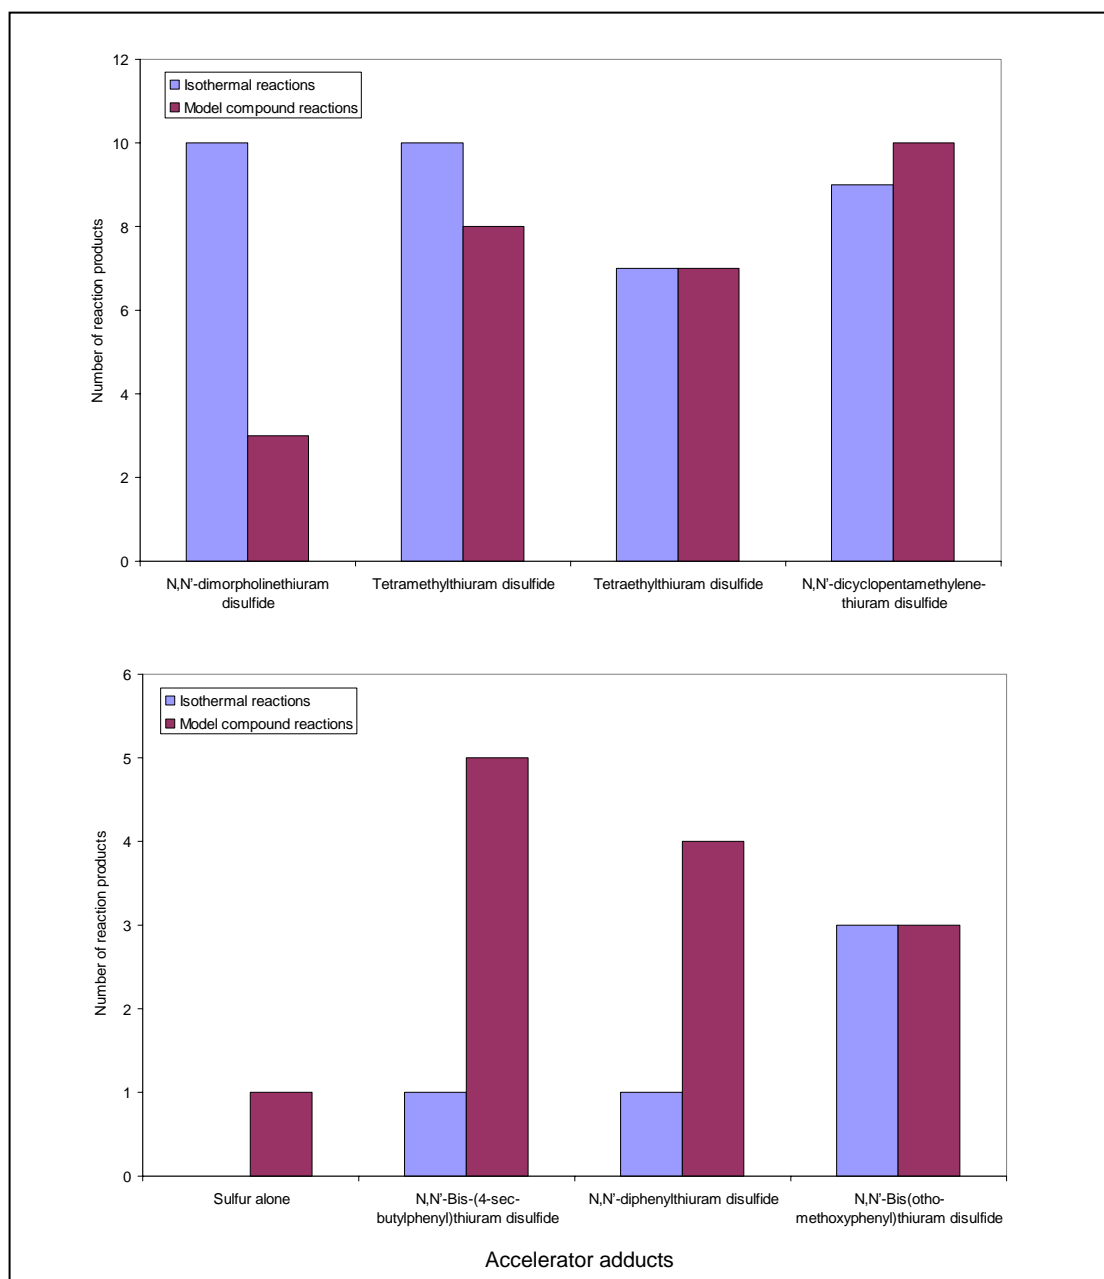 12
Isothermal reactions
Model compound reactions
10
8
6
4
2
0
Number of reaction products
N,N'-dimorpholinethiuram
disulfide
Tetramethylthiuram disulfide
Tetraethylthiuram disulfide
N,N'-dicyclopentamethylene-
thiuram disulfide
6
Isothermal reactions
Model compound reactions
5
4
3
2
1
0
Number of reaction products
Sulfur alone
N,N'-Bis-(4-sec-
butylphenyl)thiuram disulfide
N,N'-diphenylthiuram disulfide
N,N'-Bis(otho-
methoxyphenyl)thiuram disulfide
Accelerator adducts